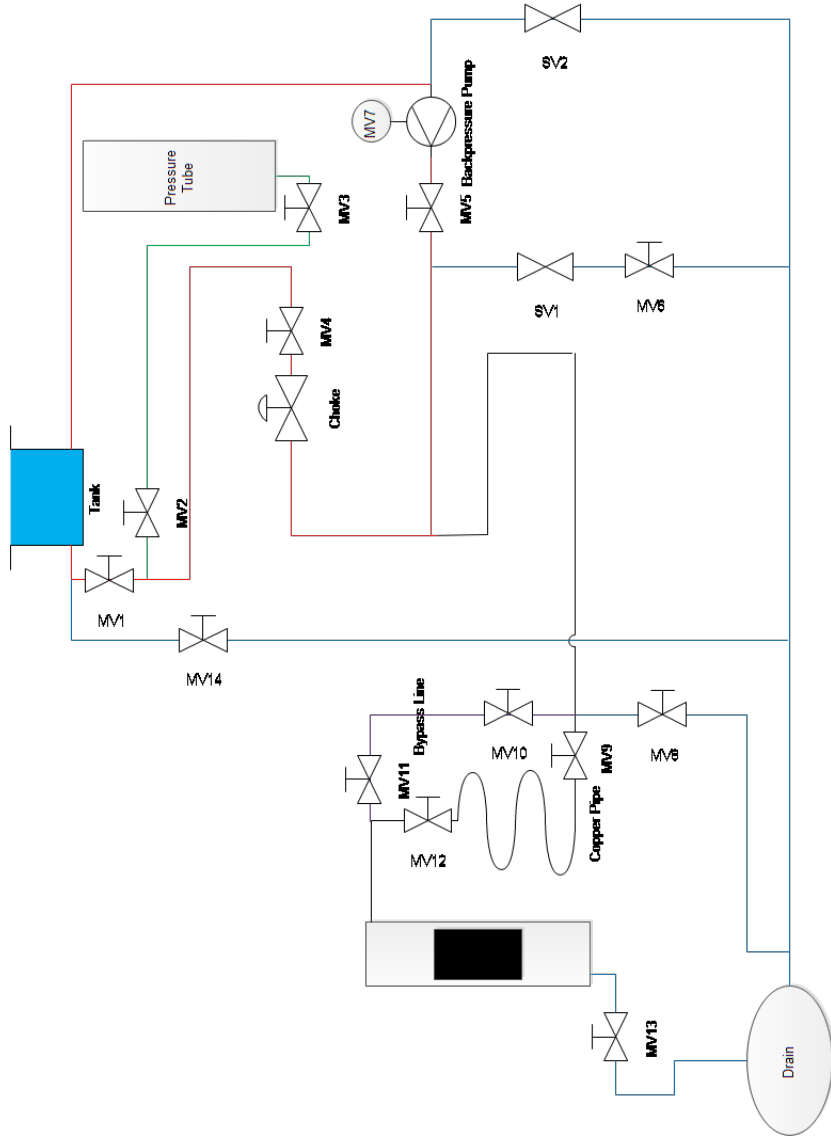 SV2
MV7
Backpressure Pump
Pressure
Tube
MV3
MV5
SV1
MV6
MV4
Choke
Tank
MV2
MV1
MV14
Bypass Line
MV10
MV11
MV9
MV8
Copper Pipe
MV12
MV13
Drain